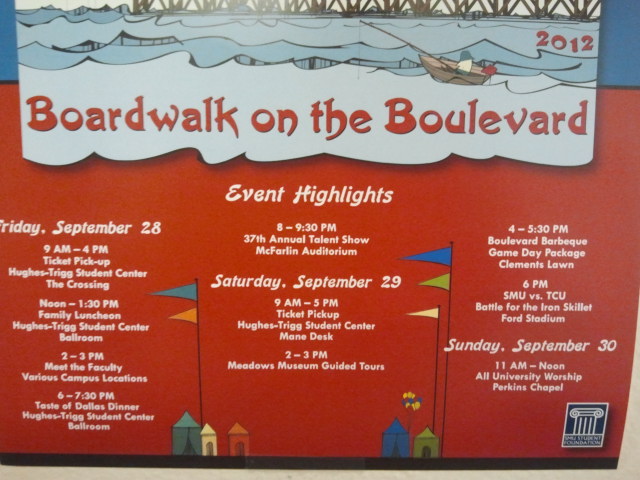 2012
Boardwalk on the Boulevard
Event Highlights
Friday, September 28
9 AM – 4 PM
Ticket Pick-up
Hughes-Trigg Student Center
The Crossing
Noon – 1:30 PM
Family Luncheon
Hughes-Trigg Student Center
Ballroom
2 – 3 PM
Meet the Faculty
Various Campus Locations
6 – 7:30 PM
Taste of Dallas Dinner
Hughes-Trigg Student Center
Ballroom
8 – 9:30 PM
37th Annual Talent Show
McFarlin Auditorium
Saturday, September 29
9 AM – 5 PM
Ticket Pickup
Hughes-Trigg Student Center
Mane Desk
2 – 3 PM
Meadows Museum Guided Tours
4 – 5:30 PM
Boulevard Barbeque
Game Day Package
Clements Lawn
6 PM
SMU vs. TCU
Battle for the Iron Skillet
Ford Stadium
Sunday, September 30
11 AM – Noon
All University Worship
Perkins Chapel
SMU STUDENT
FOUNDATION